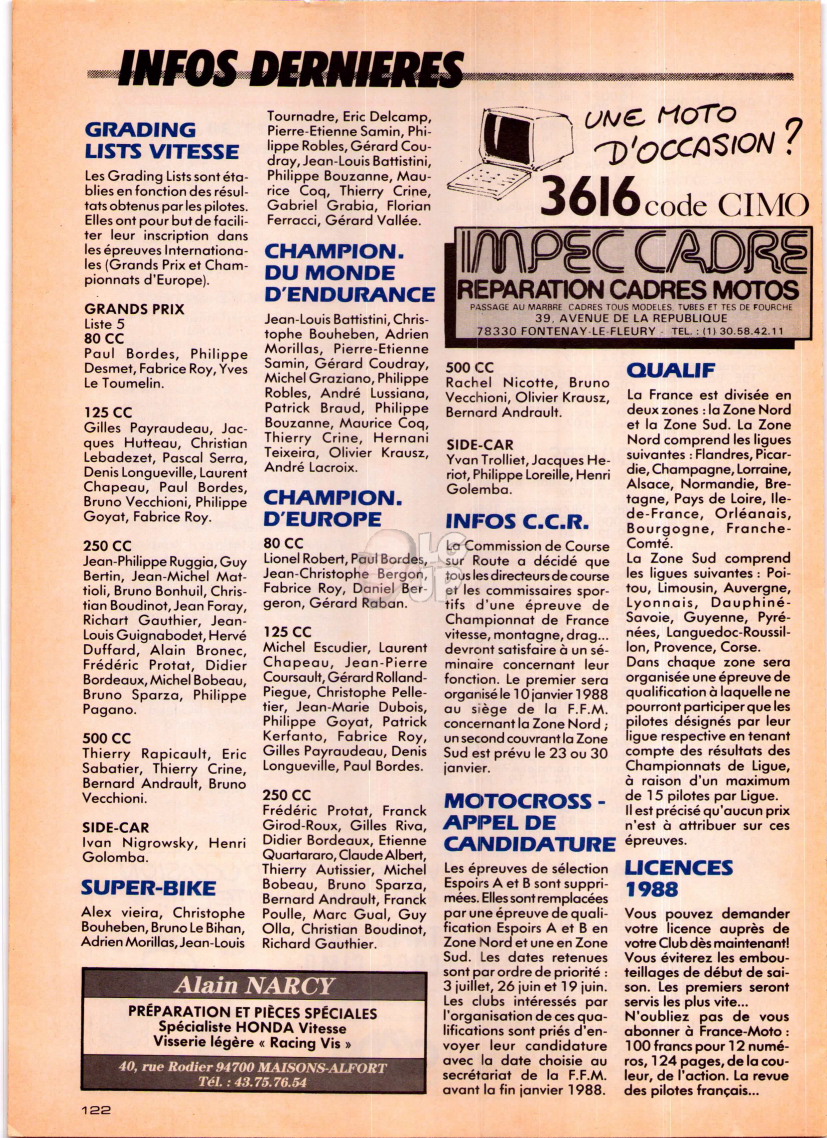 INFOS DERNIERES
GRADING
LISTS VITESSE
Les Grading Lists sont éta-
blies en fonction des résul-
tats obtenus par les pilotes.
Elles ont pour but de facili-
ter leur inscription dans
les épreuves Internationa-
les (Grands Prix et Cham-
pionnats d'Europe).
GRANDS PRIX
Liste 5
80 CC
Paul Bordes, Philippe
Desmet, Fabrice Roy, Yves
Le Toumelin.
125 CC
Gilles Payraudeau, Jac-
ques Hutteau, Christian
Lebadezet, Pascal Serra,
Denis Longueville, Laurent
Chapeau, Paul Bordes,
Bruno Vecchioni, Philippe
Goyat, Fabrice Roy.
250 CC
Jean-Philippe Ruggia, Guy
Bertin, Jean-Michel Mat-
tioli, Bruno Bonhuil, Chris-
tian Boudinot, Jean Foray,
Richart Gauthier, Jean-
Louis Guignabodet, Hervé
Duffard, Alain Bronec,
Frédéric Protat, Didier
Bordeaux, Michel Bobeau,
Bruno Sparza, Philippe
Pagano.
500 CC
Thierry Rapicault, Eric
Sabatier, Thierry Crine,
Bernard Andrault, Bruno
Vecchioni.
SIDE-CAR
Ivan Nigrowsky, Henri
Golomba.
SUPER-BIKE
Alex vieira, Christophe
Bouheben, Bruno Le Bihan,
Adrien Morillas, Jean-Louis
Tournadre, Eric Delcamp,
Pierre-Etienne Samin, Phi-
lippe Robles, Gérard Cou-
dray, Jean-Louis Battistini,
Philippe Bouzanne, Mau-
rice Coq, Thierry Crine,
Gabriel Grabia, Florian
Ferracci, Gérard Vallée.
CHAMPION.
DU MONDE
D'ENDURANCE
Jean-Louis Battistini, Chris-
tophe Bouheben, Adrien
Morillas, Pierre-Etienne
Samin, Gérard Coudray,
Michel Graziano, Philippe
Robles, André Lussiana,
Patrick Braud, Philippe
Bouzanne, Maurice Coq,
Thierry Crine, Hernani
Teixeira, Olivier Krausz,
André Lacroix.
CHAMPION.
D'EUROPE
80 CC
Lionel Robert, Paul Bordes,
Jean-Christophe Bergon,
Fabrice Roy, Daniel Ber-
geron, Gérard Raban.
125 CC
Michel Escudier, Laurent
Chapeau, Jean-Pierre
Coursault, Gérard Rolland-
Piegue, Christophe Pelle-
tier, Jean-Marie Dubois,
Philippe Goyat, Patrick
Kerfanto, Fabrice Roy,
Gilles Payraudeau, Denis
Longueville, Paul Bordes.
250 CC
Frédéric Protat, Franck
Girod-Roux, Gilles Riva,
Didier Bordeaux, Etienne
Quartararo, Claude Albert,
Thierry Autissier, Michel
Bobeau, Bruno Sparza,
Bernard Andrault, Franck
Poulle, Marc Gual, Guy
Olla, Christian Boudinot,
Richard Gauthier.
UNE MOTO
D'OCCASION ?
3616 code CIMO
IMPEC CADRE
REPARATION CADRES MOTOS
PASSAGE AU MARBRE CADRES TOUS MODELES, TUBES ET TES DE FOURCHE
39, AVENUE DE LA REPUBLIQUE
78330 FONTENAY-LE-FLEURY - TEL. : (1) 30.58.42.11
500 CC
Rachel Nicotte, Bruno
Vecchioni, Olivier Krausz,
Bernard Andrault.
SIDE-CAR
Yvan Trolliet, Jacques He-
riot, Philippe Loreille, Henri
Golemba.
INFOS C.C.R.
La Commission de Course
sur Route a décidé que
tous les directeurs de course
et les commissaires spor-
tifs d'une épreuve de
Championnat de France
vitesse, montagne, drag...
devront satisfaire à un sé-
minaire concernant leur
fonction. Le premier sera
organisé le 10 janvier 1988
au siège de la F.F.M.
concernant la Zone Nord ;
un second couvrant la Zone
Sud est prévu le 23 ou 30
janvier.
MOTOCROSS -
APPEL DE
CANDIDATURE
Les épreuves de sélection
Espoirs A et B sont suppri-
mées. Elles sont remplacées
par une épreuve de quali-
fication Espoirs A et B en
Zone Nord et une en Zone
Sud. Les dates retenues
sont par ordre de priorité :
3 juillet, 26 juin et 19 juin.
Les clubs intéressés par
l'organisation de ces qua-
lifications sont priés d'en-
voyer leur candidature
avec la date choisie au
secrétariat de la F.F.M.
avant la fin janvier 1988.
QUALIF
La France est divisée en
deux zones : la Zone Nord
et la Zone Sud. La Zone
Nord comprend les ligues
suivantes : Flandres, Picar-
die, Champagne, Lorraine,
Alsace, Normandie, Bre-
tagne, Pays de Loire, Ile-
de-France, Orléanais,
Bourgogne, Franche-
Comté.
La Zone Sud comprend
les ligues suivantes : Poi-
tou, Limousin, Auvergne,
Lyonnais, Dauphiné-
Savoie, Guyenne, Pyré-
nées, Languedoc-Roussil-
lon, Provence, Corse.
Dans chaque zone sera
organisée une épreuve de
qualification à laquelle ne
pourront participer que les
pilotes désignés par leur
ligue respective en tenant
compte des résultats des
Championnats de Ligue,
à raison d'un maximum
de 15 pilotes par Ligue.
Il est précisé qu'aucun prix
n'est à attribuer sur ces
épreuves.
LICENCES
1988
Vous pouvez demander
votre licence auprès de
votre Club dès maintenant!
Vous éviterez les embou-
teillages de début de sai-
son. Les premiers seront
servis les plus vite...
N'oubliez pas de vous
abonner à France-Moto :
100 francs pour 12 numé-
ros, 124 pages, de la cou-
leur, de l'action. La revue
des pilotes français...
Alain NARCY
PRÉPARATION ET PIÈCES SPÉCIALES
Spécialiste HONDA Vitesse
Visserie légère « Racing Vis »
40, rue Rodier 94700 MAISONS-ALFORT
Tél. : 43.75.76.54
122